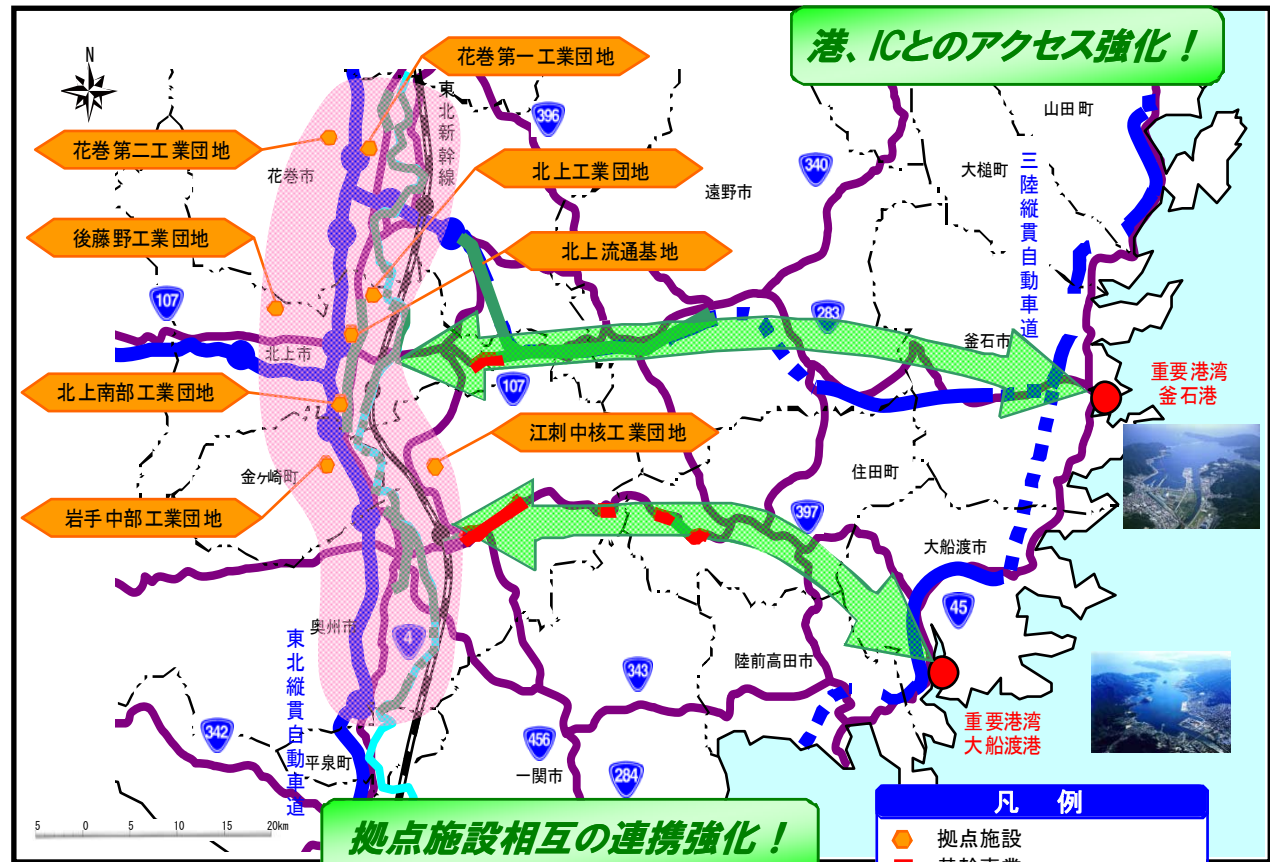 港、ICとのアクセス強化！
N
花巻第一工業団地
東北新幹線
396
山田町
花巻第二工業団地
花巻市
北上工業団地
340
大槌町
三陸縦貫自動車道
遠野市
後藤野工業団地
北上流通基地
107
283
釜石市
北上市
107
重要港湾
釜石港
北上南部工業団地
江刺中核工業団地
金ヶ崎町
住田町
岩手中部工業団地
397
大船渡市
45
奥州市
4
東北縦貫自動車道
343
陸前高田市
重要港湾
大船渡港
342
456
平泉町
一関市
284
5 0 5 10 15 20km
拠点施設相互の連携強化！
凡 例
拠点施設